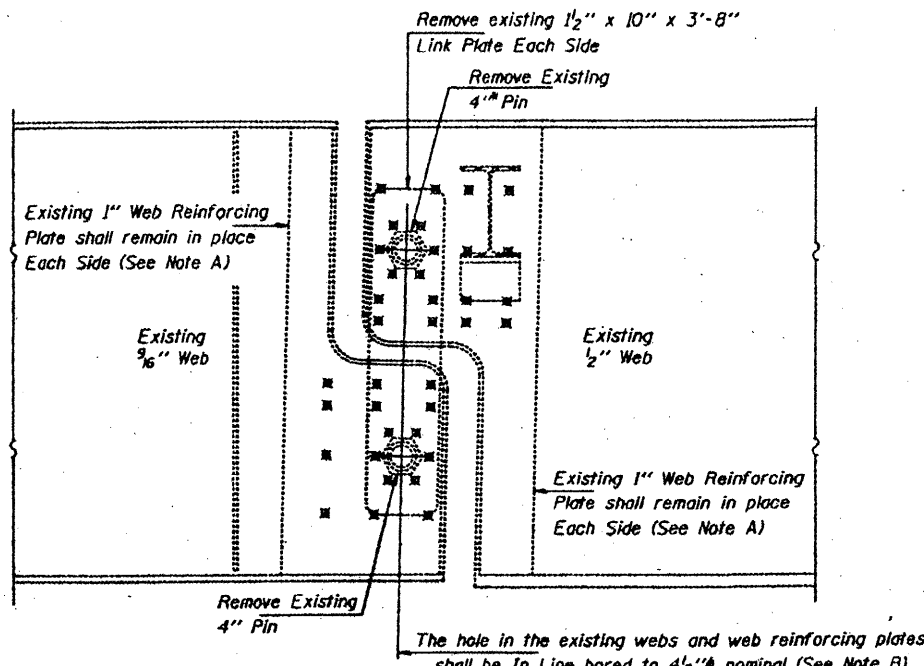 Remove existing 1½" x 10" x 3'-8"
Link Plate Each Side
Remove Existing
4"ø Pin
Existing 1" Web Reinforcing
Plate shall remain in place
Each Side (See Note A)
Existing
9/16" Web
Existing
½" Web
Existing 1" Web Reinforcing
Plate shall remain in place
Each Side (See Note A)
Remove Existing
4" Pin
The hole in the existing webs and web reinforcing plates
shall be In Line bored to nominal (See Note B)